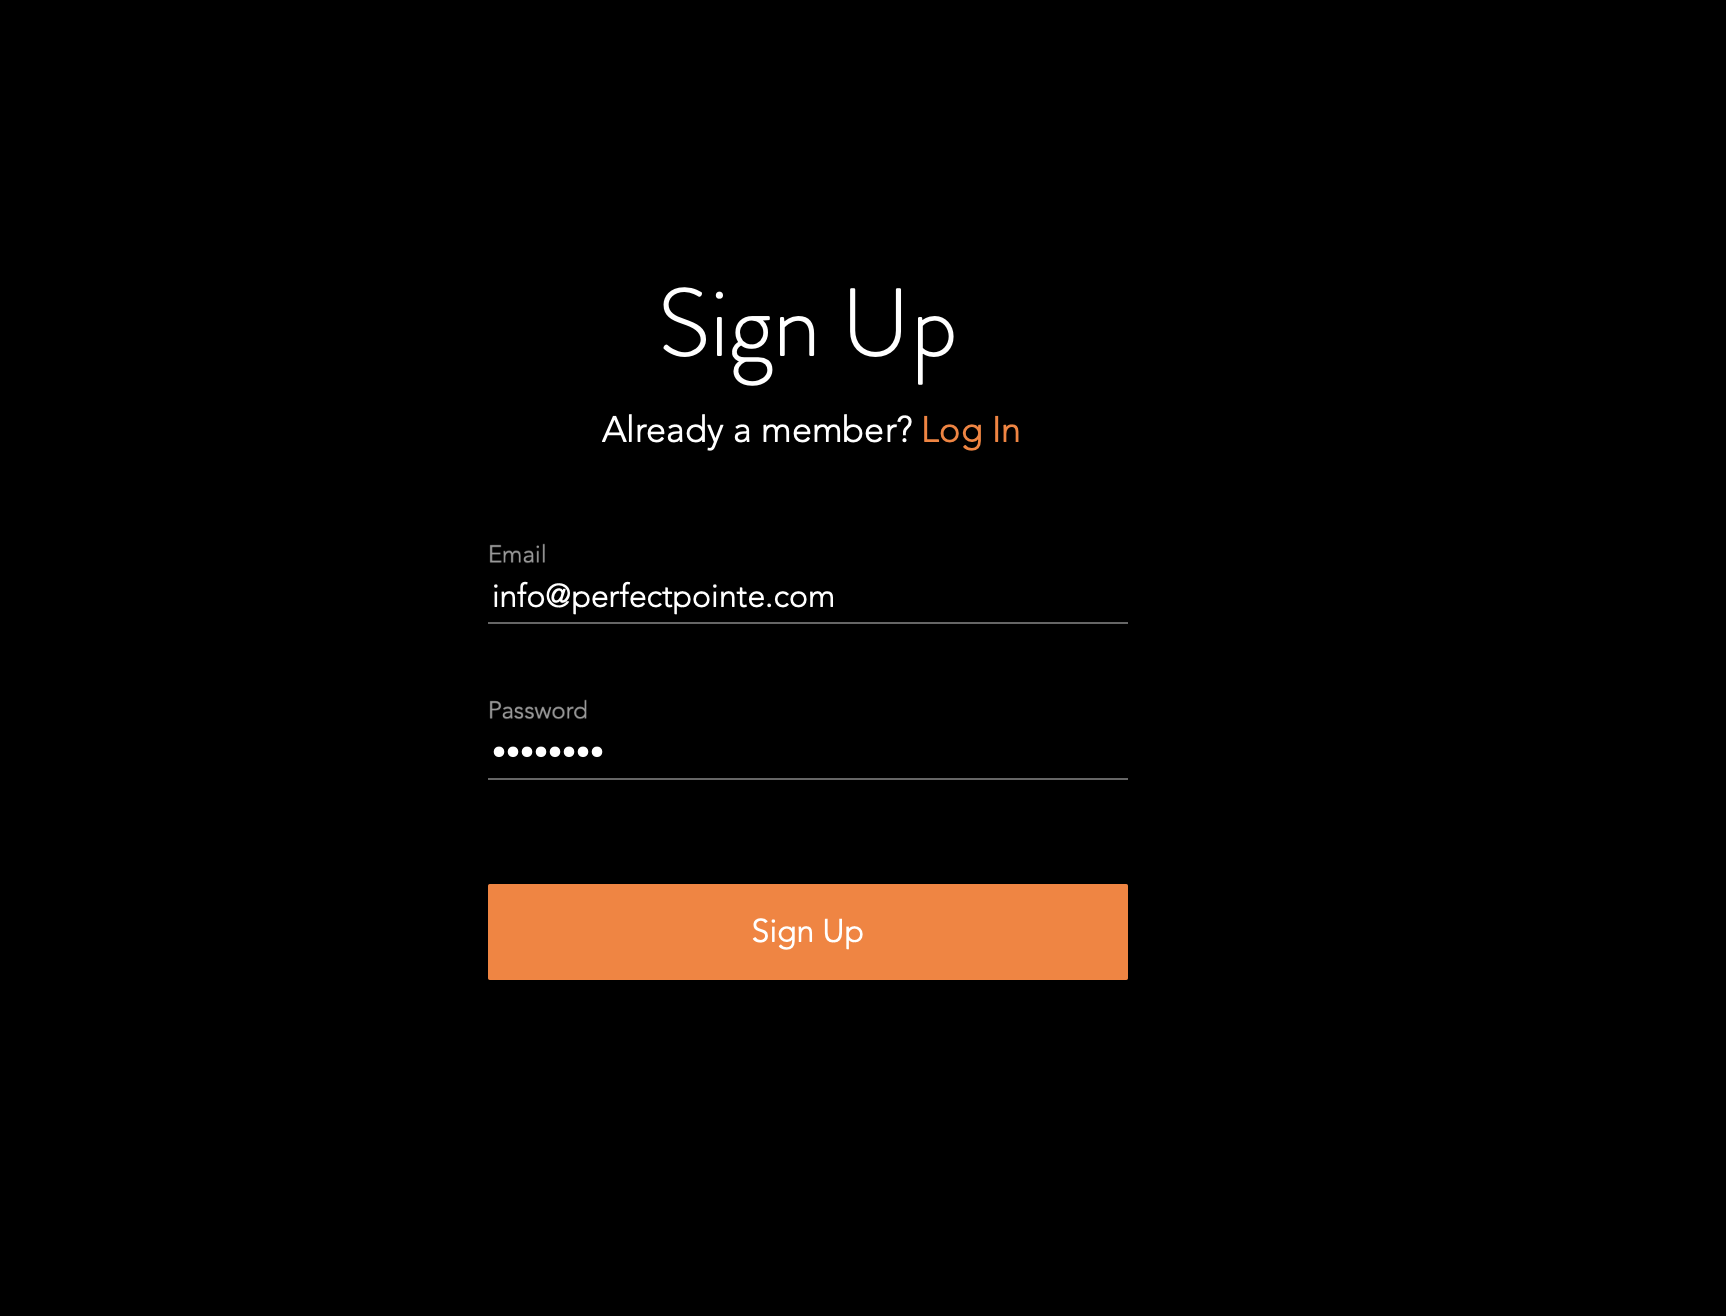 Sign Up
Already a member? Log In
Email
info@perfectpointe.com
Password
••••••••
Sign Up